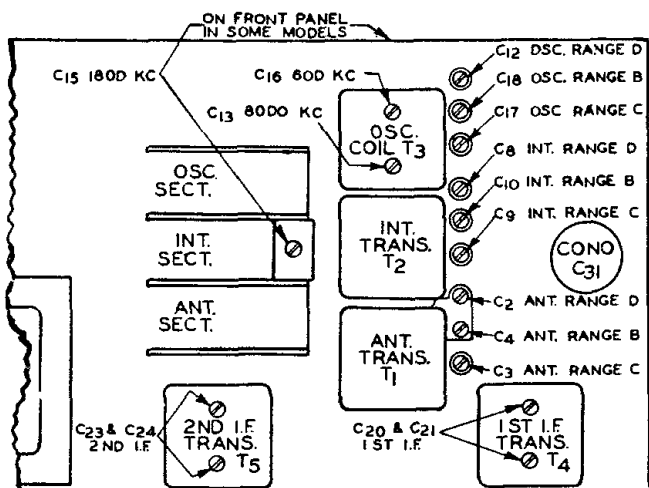 ON FRONT PANEL
IN SOME MODELS
C12 OSC. RANGE D
C15 1800 KC
C16 600 KC
C18 OSC. RANGE B
C13 8000 KC
C17 OSC RANGE C
OSC.
COIL T3
C8 INT. RANGE D
OSC.
SECT.
C10 INT. RANGE B
C9 INT. RANGE C
INT.
SECT.
INT.
TRANS.
T2
COND
C31
ANT.
SECT.
C2 ANT. RANGE D
C4 ANT. RANGE B
ANT.
TRANS.
T1
C3 ANT. RANGE C
C23 & C24
2ND I.F.
2ND I.F.
TRANS.
T5
C20 & C21
1ST I.F.
1ST I.F.
TRANS.
T4